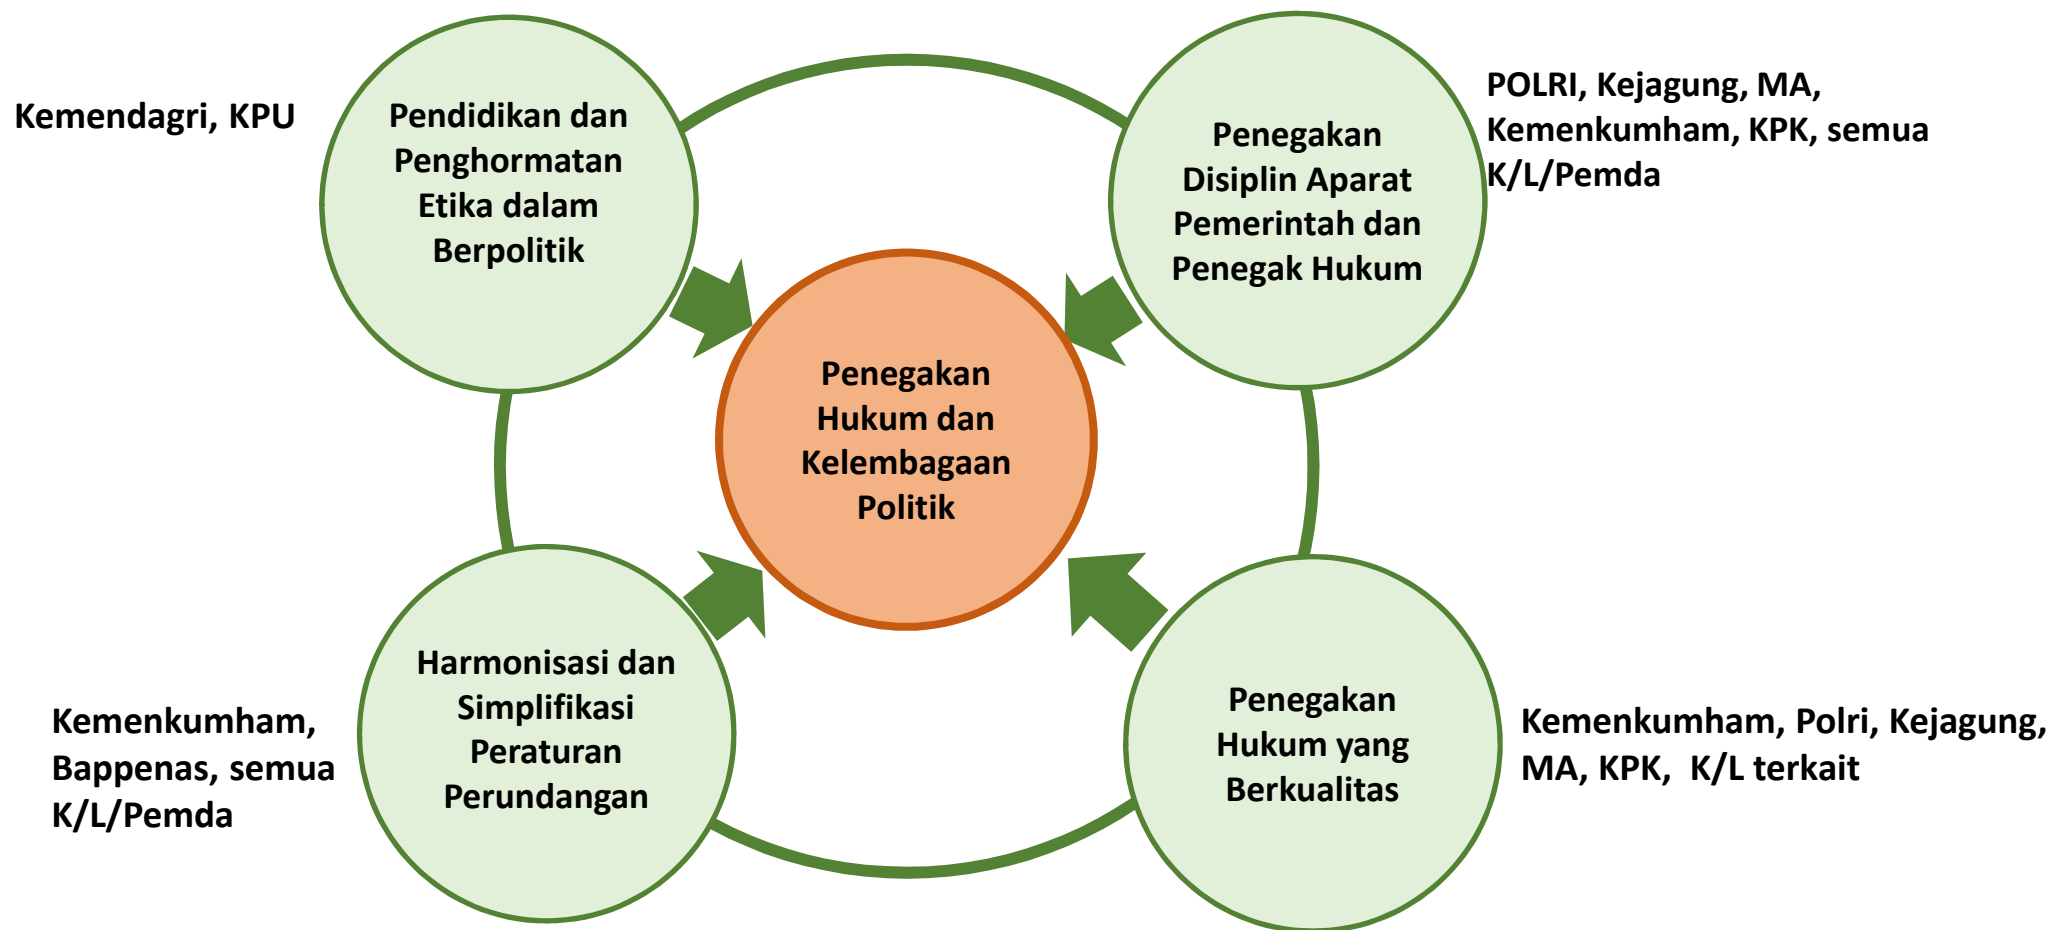 Kemendagri, KPU
Pendidikan dan
Penghormatan
Etika dalam
Berpolitik
Penegakan
Disiplin Aparat
Pemerintah dan
Penegak Hukum
POLRI, Kejagung, MA,
Kemenkumham, KPK, semua
K/L/Pemda
Penegakan
Hukum dan
Kelembagaan
Politik
Kemenkumham,
Bappenas, semua
K/L/Pemda
Harmonisasi dan
Simplifikasi
Peraturan
Perundangan
Penegakan
Hukum yang
Berkualitas
Kemenkumham, Polri, Kejagung,
MA, KPK,  K/L terkait